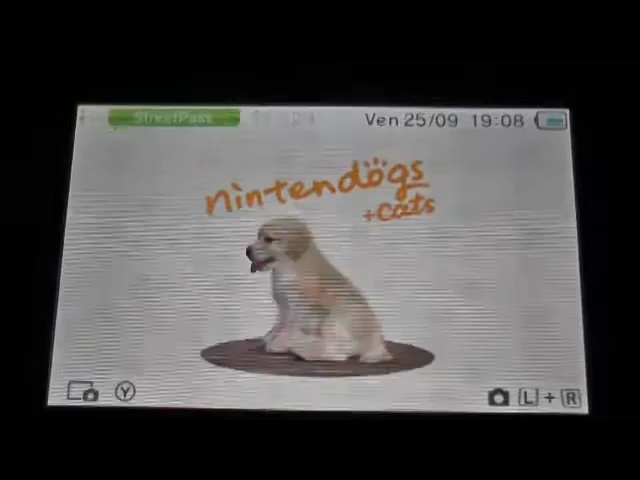 StreetPass
Ven 25/09 19:08
nintendogs
+cats
Y
L + R